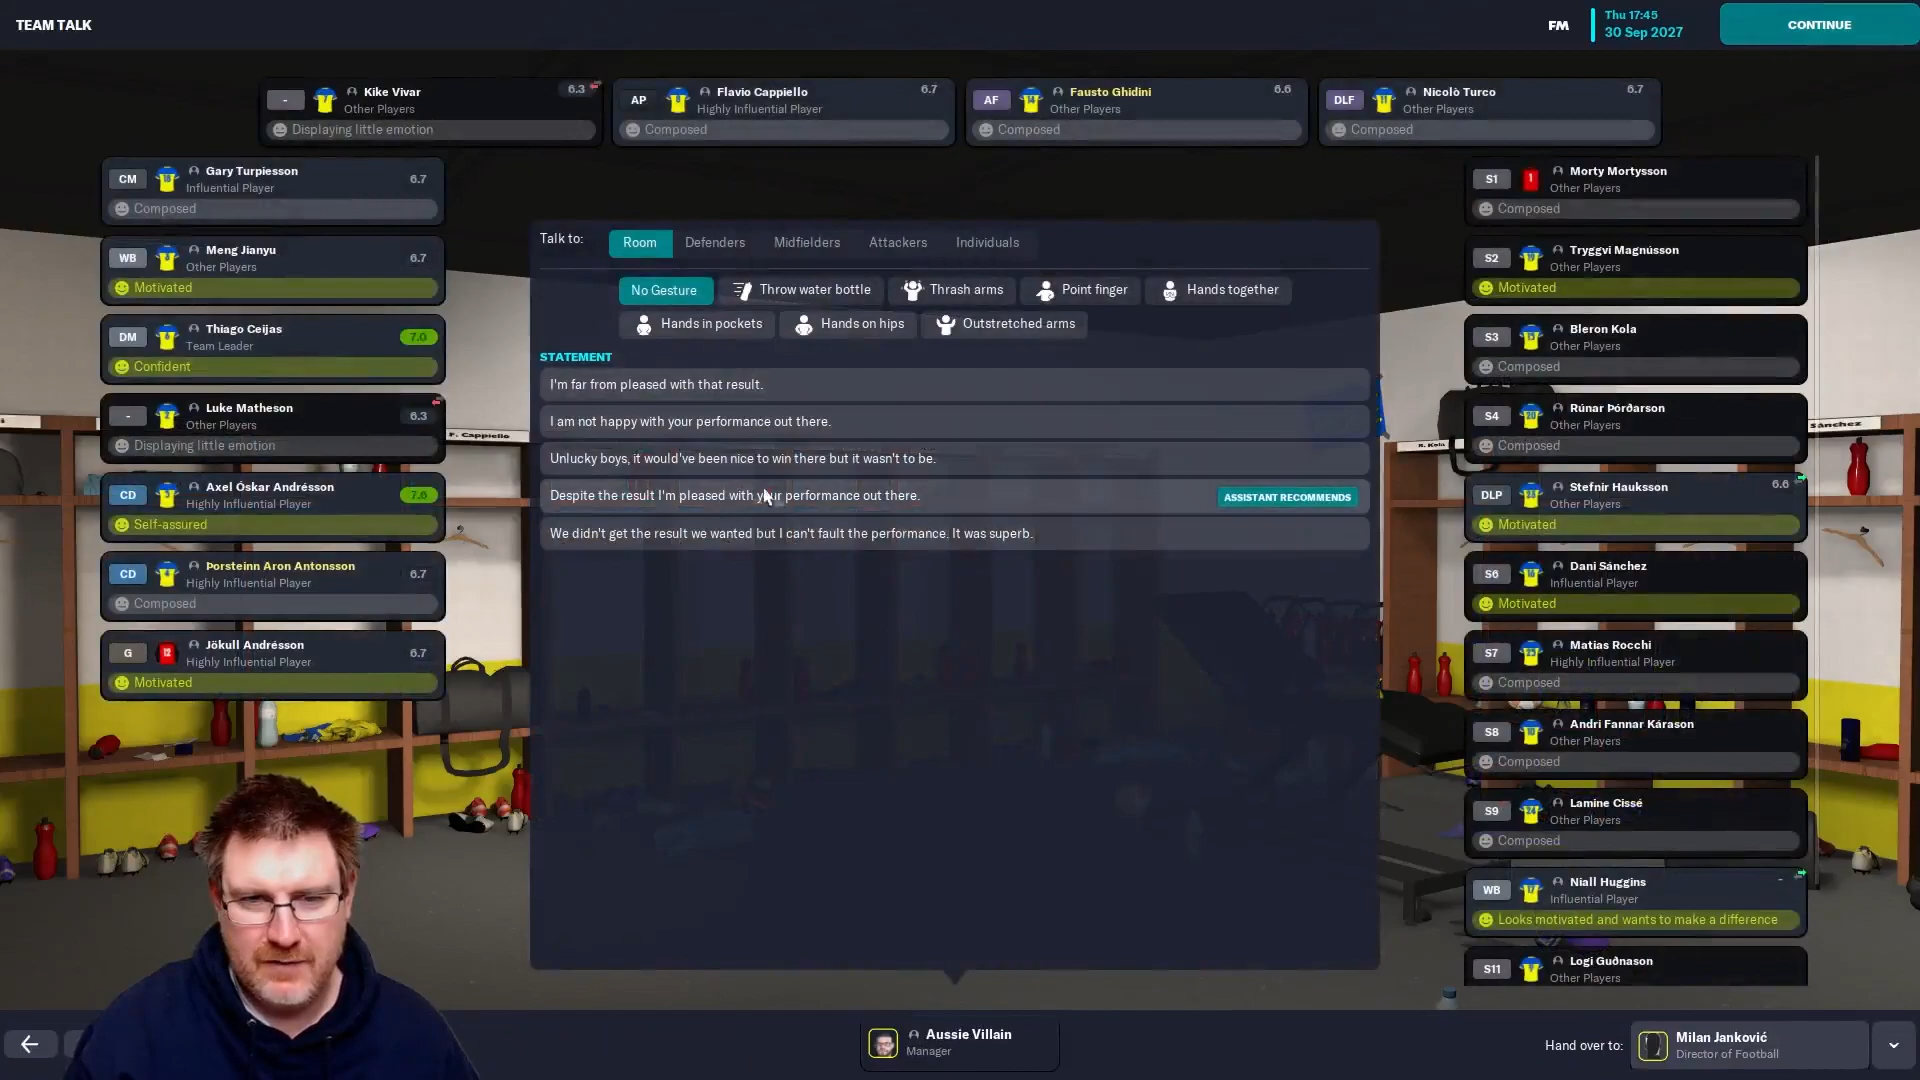 TEAM TALK
FM
Thu 17:45
30 Sep 2027
CONTINUE
-
Kike Vivar
Other Players
6.3
Displaying little emotion
AP
Flavio Cappiello
Highly Influential Player
6.7
Composed
AF
Fausto Ghidini
Other Players
6.6
Composed
DLF
Nicolò Turco
Other Players
6.7
Composed
CM
Gary Turpiesson
Influential Player
6.7
Composed
WB
Meng Jianyu
Other Players
6.7
Motivated
DM
Thiago Ceijas
Team Leader
7.0
Confident
-
Luke Matheson
Other Players
6.3
Displaying little emotion
CD
Axel Óskar Andrésson
Other Players
7.6
Self-assured
CD
Þorsteinn Aron Antonsson
Highly Influential Player
6.7
Composed
G
Jökull Andrésson
Highly Influential Player
6.7
Motivated
F. Cappiello
Talk to:
Room
Defenders
Midfielders
Attackers
Individuals
No Gesture
Throw water bottle
Thrash arms
Point finger
Hands together
Hands in pockets
Hands on hips
Outstretched arms
STATEMENT
I'm far from pleased with that result.
I am not happy with your performance out there.
Unlucky boys, it would've been nice to win there but it wasn't to be.
Despite the result I'm pleased with your performance out there.
ASSISTANT RECOMMENDS
We didn't get the result we wanted but I can't fault the performance. It was superb.
S1
Morty Mortysson
Other Players
Composed
S2
Tryggvi Magnússon
Other Players
Motivated
S3
Bleron Kola
Other Players
Composed
S4
Rúnar Þórðarson
Other Players
Composed
DLP
Stefnir Hauksson
Other Players
6.6
Motivated
S6
Dani Sánchez
Influential Player
Motivated
S7
Matias Rocchi
Highly Influential Player
Composed
S8
Andri Fannar Kárason
Other Players
Composed
S9
Lamine Cissé
Other Players
Composed
WB
Niall Huggins
Influential Player
-
Looks motivated and wants to make a difference
S11
Logi Guðnason
Other Players
Sánchez
Aussie Villain
Manager
Hand over to:
Milan Janković
Director of Football